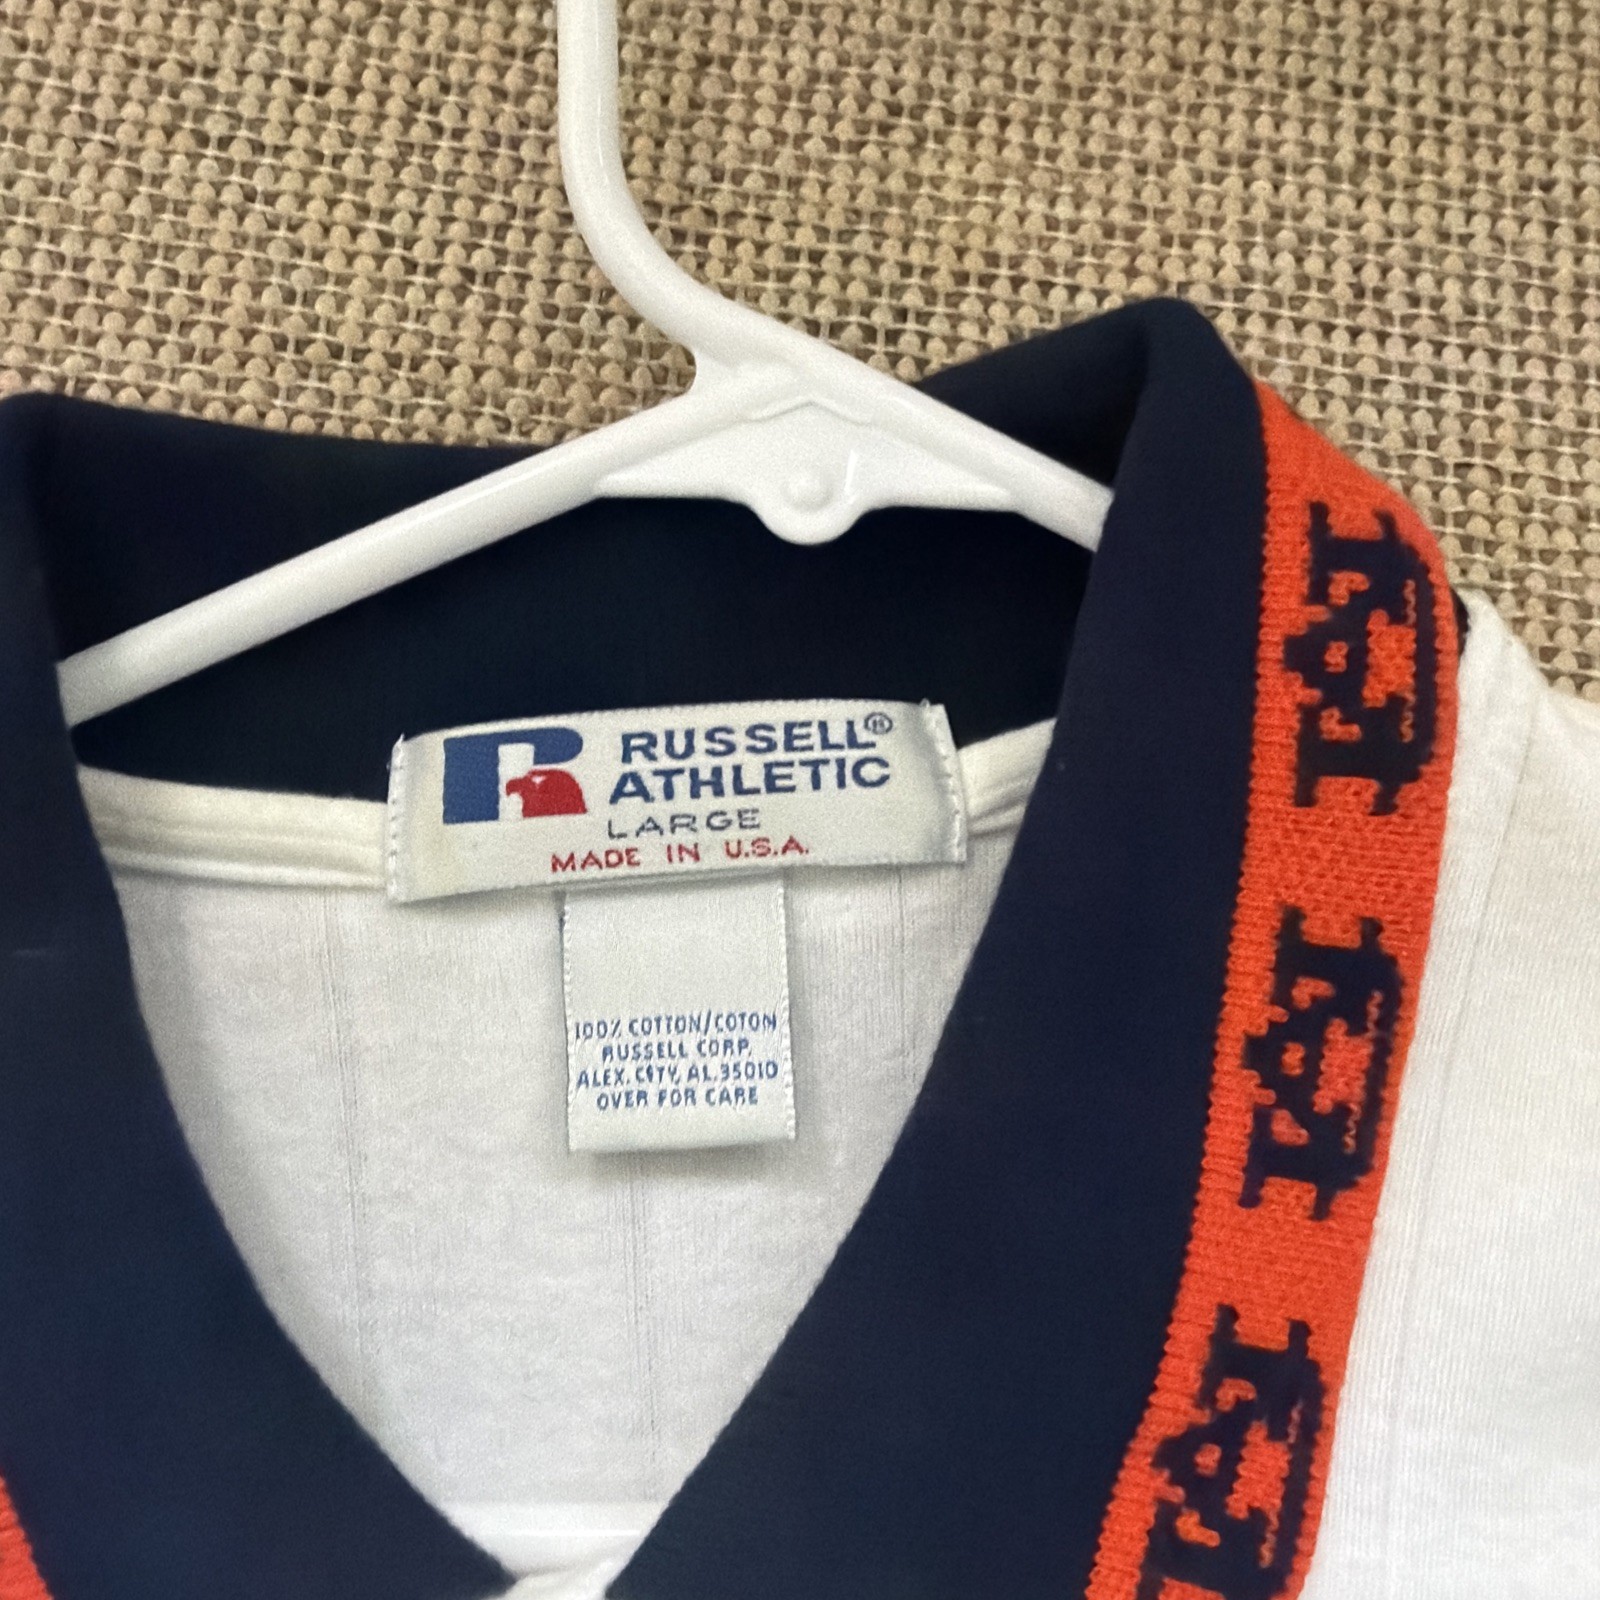 RUSSELL®
ATHLETIC
LARGE
MADE IN U.S.A.
100% COTTON/COTON
RUSSELL CORP.
ALEX. CITY, AL.35010
OVER FOR CARE